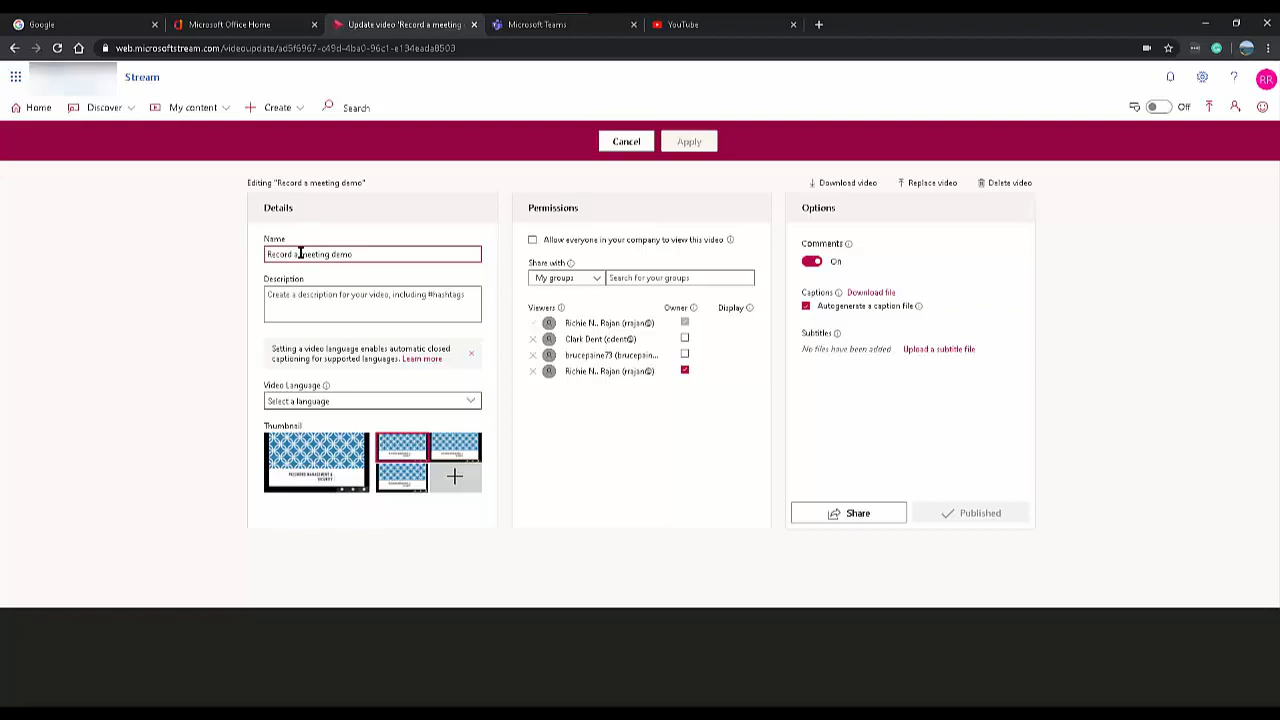 Google
Microsoft Office Home
Update video 'Record a meeting
Microsoft Teams
YouTube
web.microsoftstream.com/videoupdate/ad5f6967-c49d-4ba0-96c1-e134eada8503
Stream
?
RR
Home
Discover
My content
Create
Search
Off
Cancel
Apply
Editing "Record a meeting demo"
Download video
Replace video
Delete video
Details
Name
Record a meeting demo
Description
Create a description for your video, including #hashtags
Setting a video language enables automatic closed
captioning for supported languages. Learn more
Video Language
Select a language
Thumbnail
Permissions
Allow everyone in your company to view this video
Share with
My groups
Search for your groups
Viewers
Owner
Display
Richie N.. Rajan (rrajan@)
Clark Dent (cdent@)
brucepaine73 (brucepain...
Richie N.. Rajan (rrajan@)
Options
Comments
On
Captions
Download file
Autogenerate a caption file
Subtitles
No files have been added
Upload a subtitle file
Share
Published